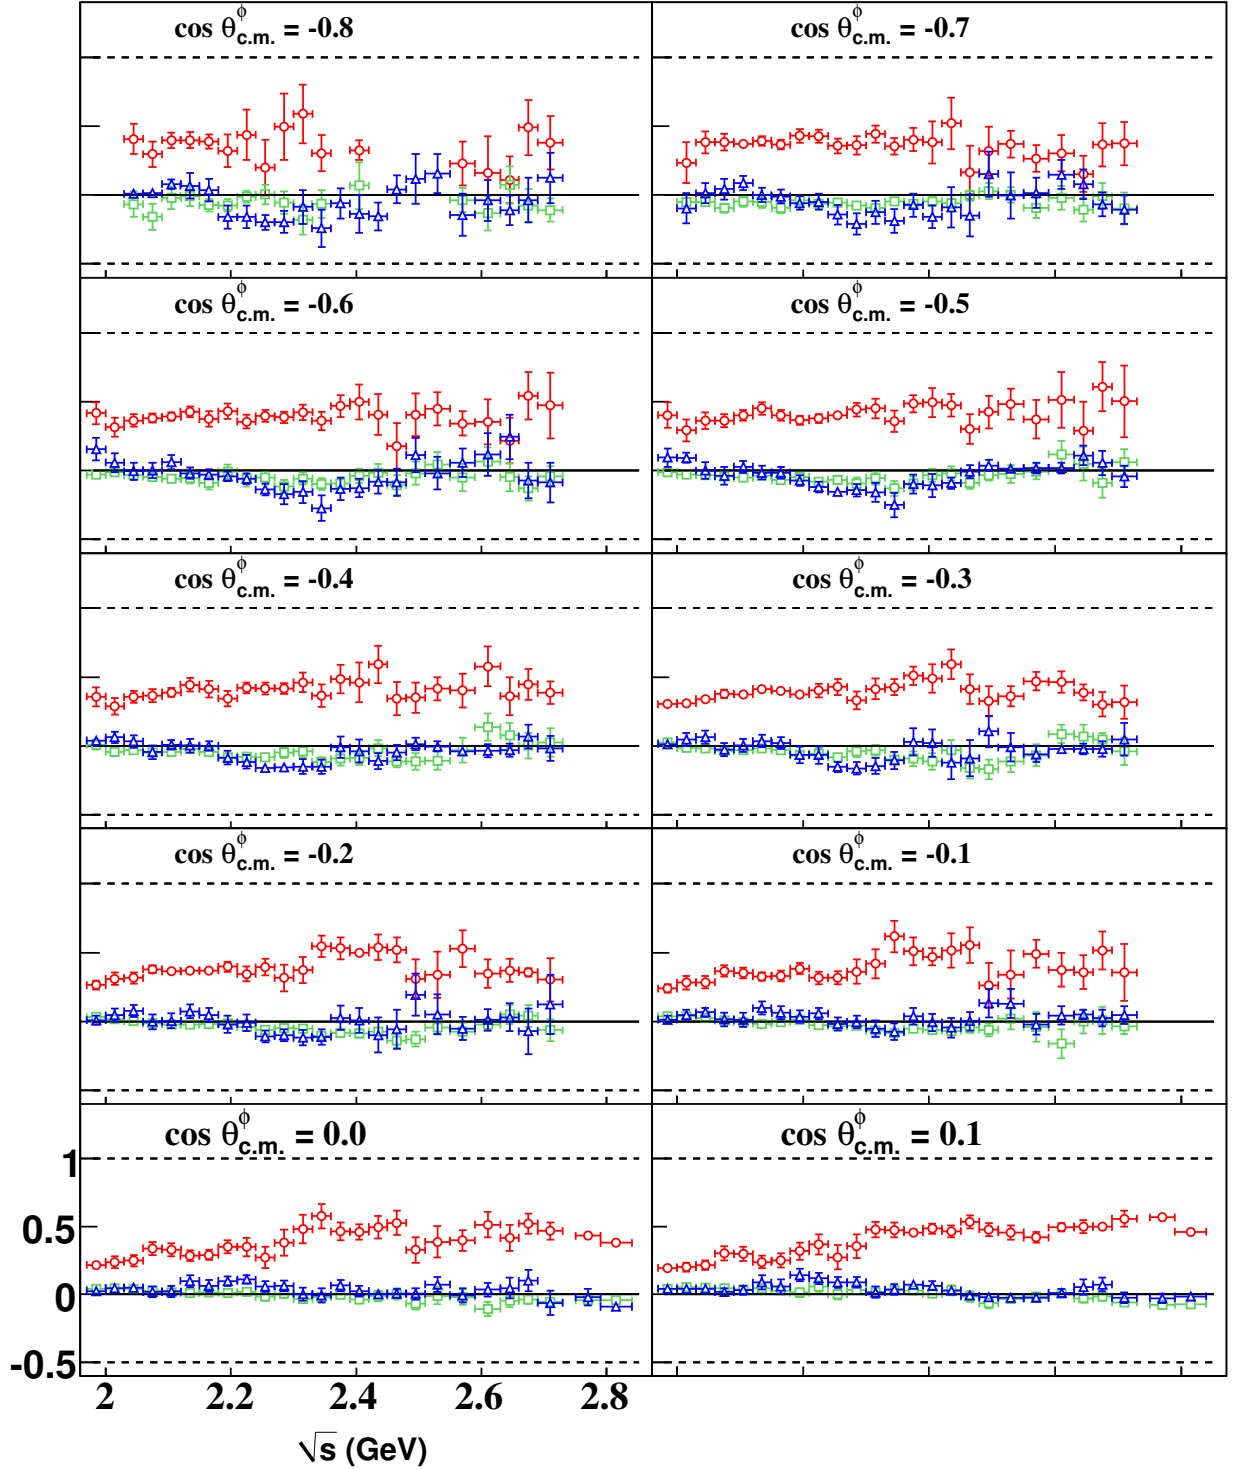 cos θ^ϕ_c.m. = -0.8
cos θ^ϕ_c.m. = -0.7
cos θ^ϕ_c.m. = -0.6
cos θ^ϕ_c.m. = -0.5
cos θ^ϕ_c.m. = -0.4
cos θ^ϕ_c.m. = -0.3
cos θ^ϕ_c.m. = -0.2
cos θ^ϕ_c.m. = -0.1
cos θ^ϕ_c.m. = 0.0
cos θ^ϕ_c.m. = 0.1
1
0.5
0
-0.5
2 2.2 2.4 2.6 2.8
√s (GeV)